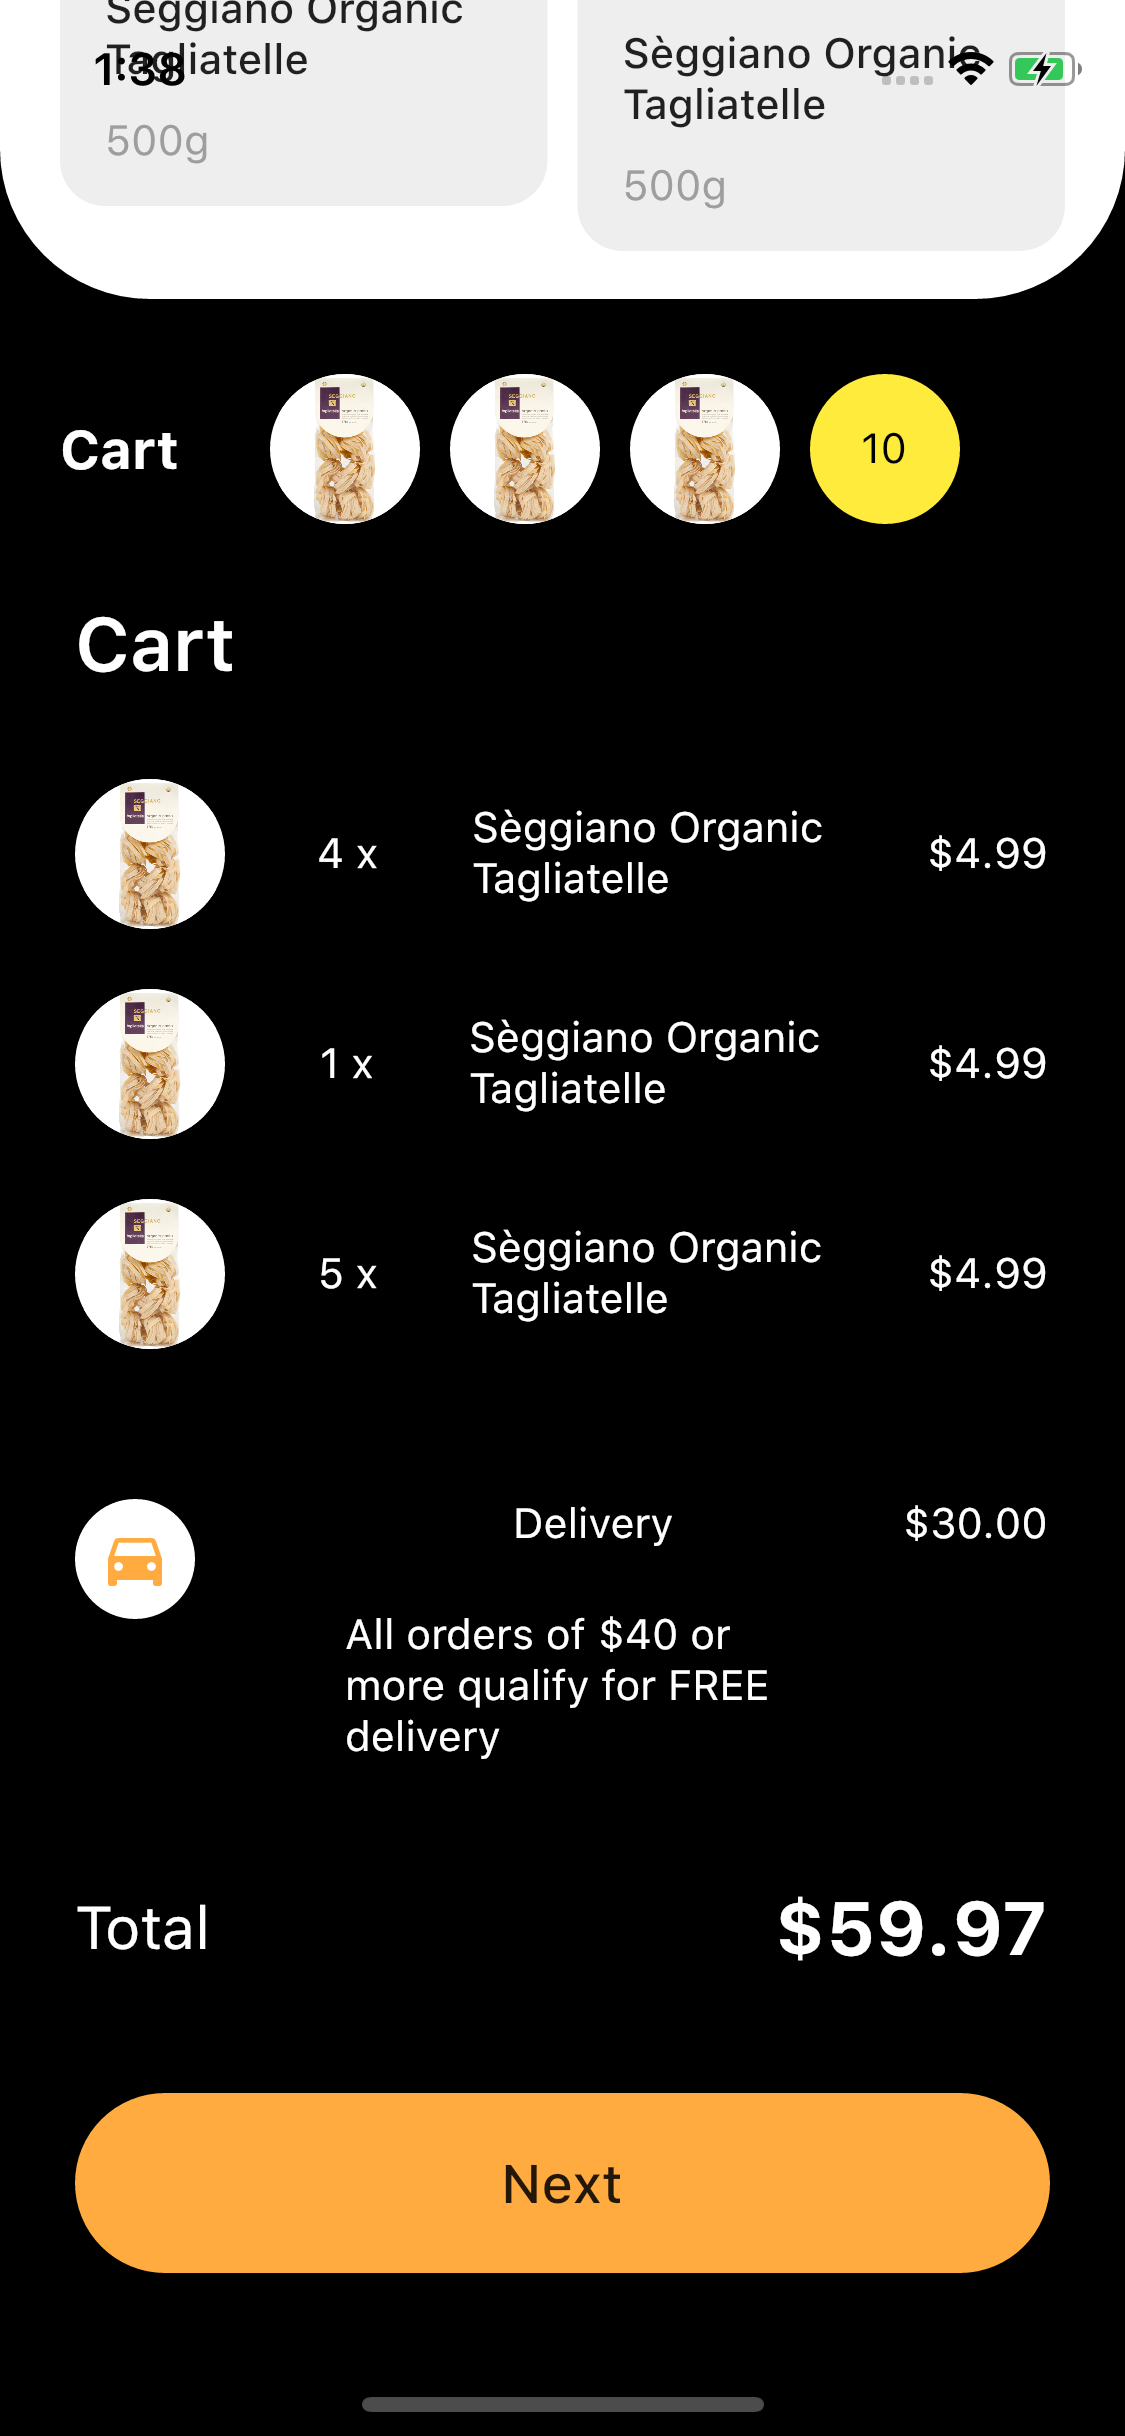 Sèggiano Organic
Tagliatelle
500g
Sèggiano Organic
Tagliatelle
500g
1:38
Cart
10
Cart
4 x
Sèggiano Organic
Tagliatelle
$4.99
1 x
Sèggiano Organic
Tagliatelle
$4.99
5 x
Sèggiano Organic
Tagliatelle
$4.99
Delivery
$30.00
All orders of $40 or
more qualify for FREE
delivery
Total
$59.97
Next